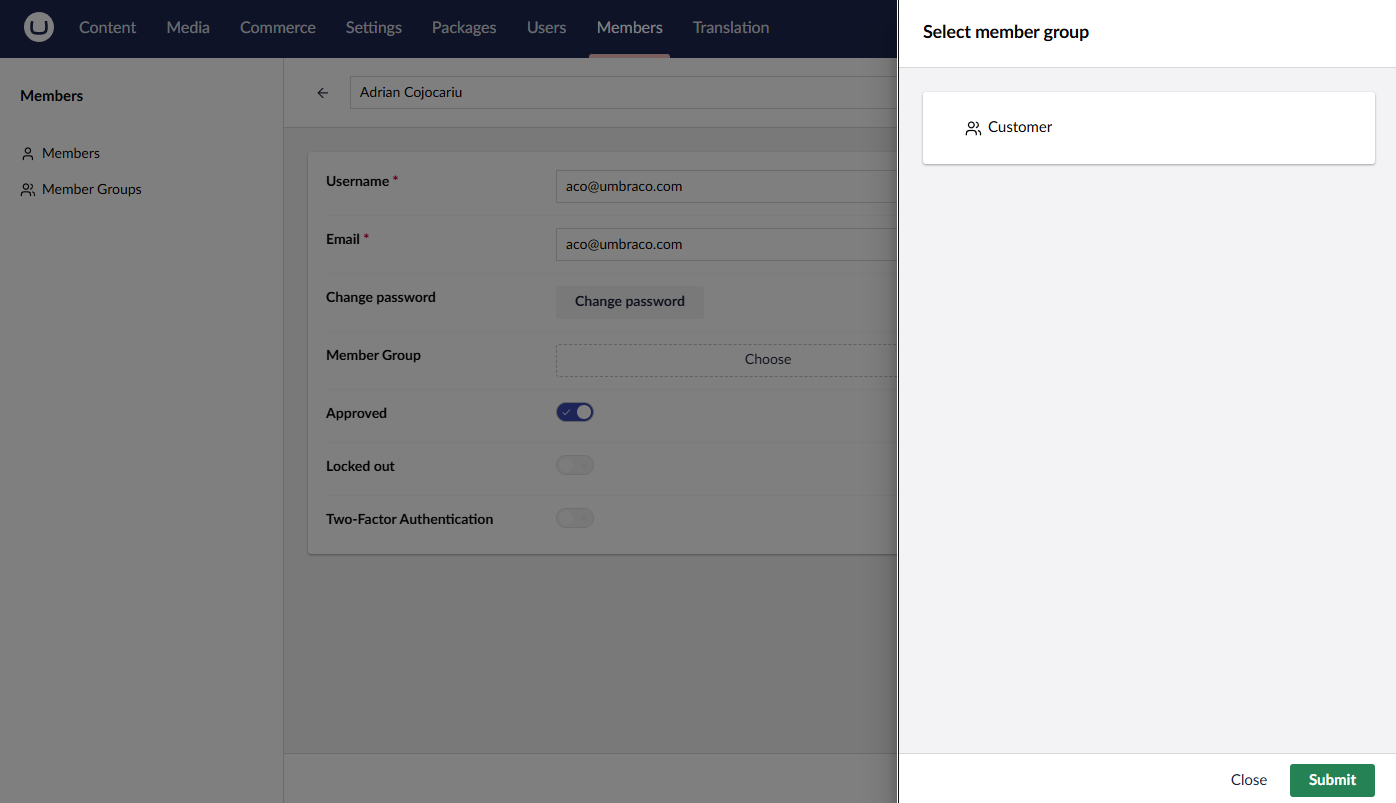 Content Media Commerce Settings Packages Users Members Translation
Members
Members
Member Groups
Adrian Cojocariu
Username *
aco@umbraco.com
Email *
aco@umbraco.com
Change password
Change password
Member Group
Choose
Approved
Locked out
Two-Factor Authentication
Select member group
Customer
Close
Submit